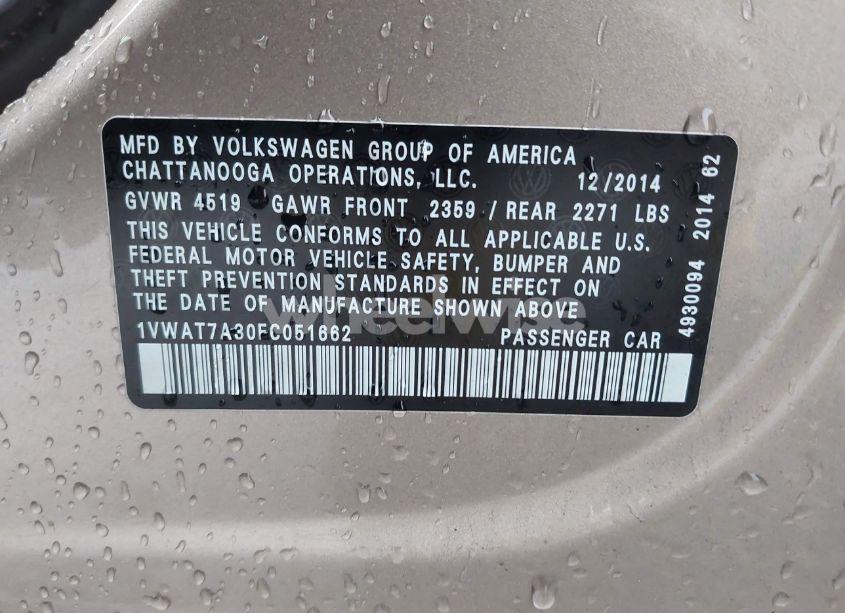 MFD BY VOLKSWAGEN GROUP OF AMERICA
CHATTANOOGA OPERATIONS, LLC. 12/2014
GVWR 4519 GAWR FRONT 2359 / REAR 2271 LBS
THIS VEHICLE CONFORMS TO ALL APPLICABLE U.S.
FEDERAL MOTOR VEHICLE SAFETY, BUMPER AND
THEFT PREVENTION STANDARDS IN EFFECT ON
THE DATE OF MANUFACTURE SHOWN ABOVE
1VWAT7A30FC051662 PASSENGER CAR
4930094 2014 62
wheelwise